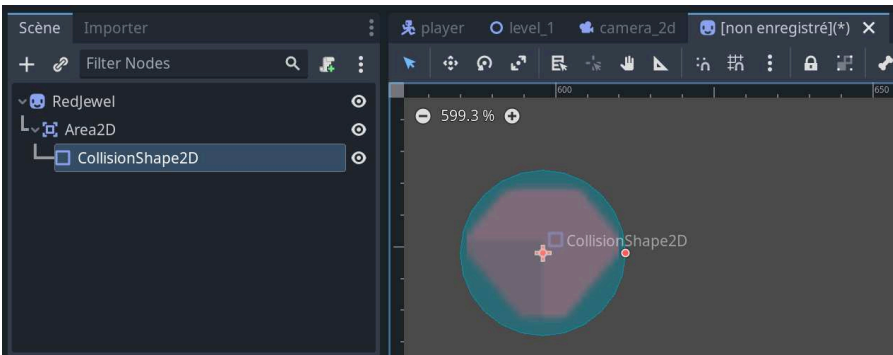 Scène Importer
player level_1 camera_2d [non enregistré](*)
Filter Nodes
RedJewel
Area2D
CollisionShape2D
600 650
599.3 %
CollisionShape2D